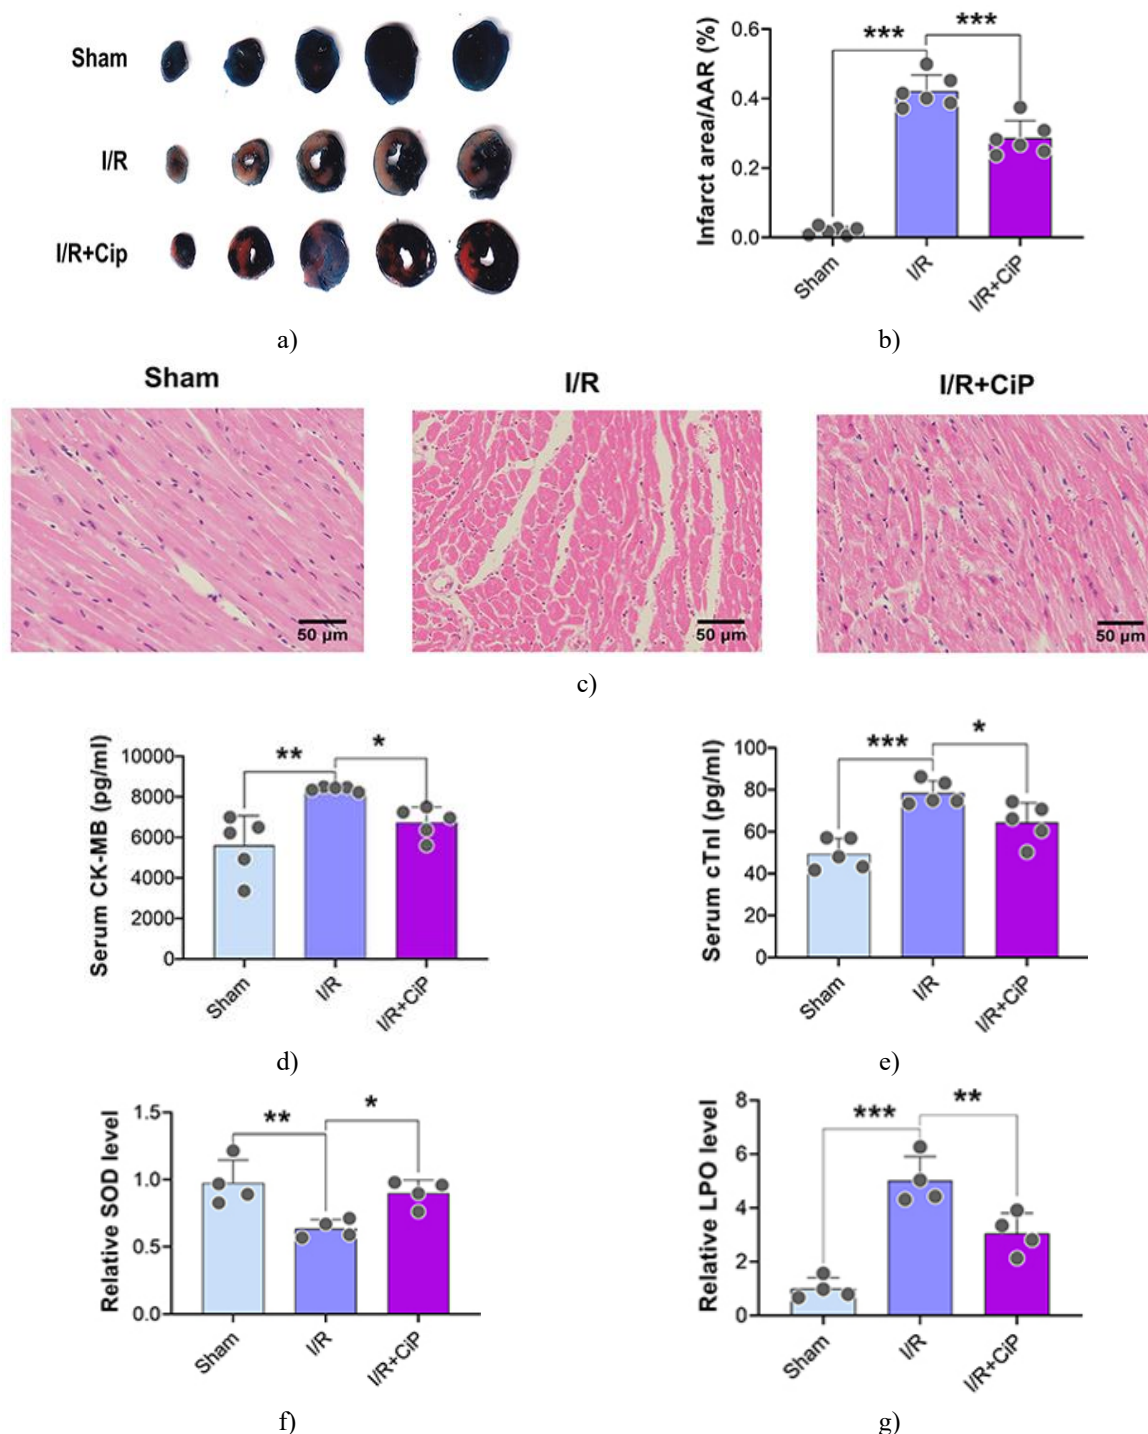 Sham
I/R
I/R+Cip
a)
Infarct area/AAR (%)
0.6
0.4
0.2
0.0
***
***
Sham
I/R
I/R+CiP
b)
Sham
I/R
I/R+CiP
50 µm
50 µm
50 µm
c)
Serum CK-MB (pg/ml)
10000
8000
6000
4000
2000
0
**
*
Sham
I/R
I/R+CiP
d)
Serum cTnI (pg/ml)
100
80
60
40
20
0
***
*
Sham
I/R
I/R+CiP
e)
Relative SOD level
1.5
1.0
0.5
0.0
**
*
Sham
I/R
I/R+CiP
f)
Relative LPO level
8
6
4
2
0
***
**
Sham
I/R
I/R+CiP
g)